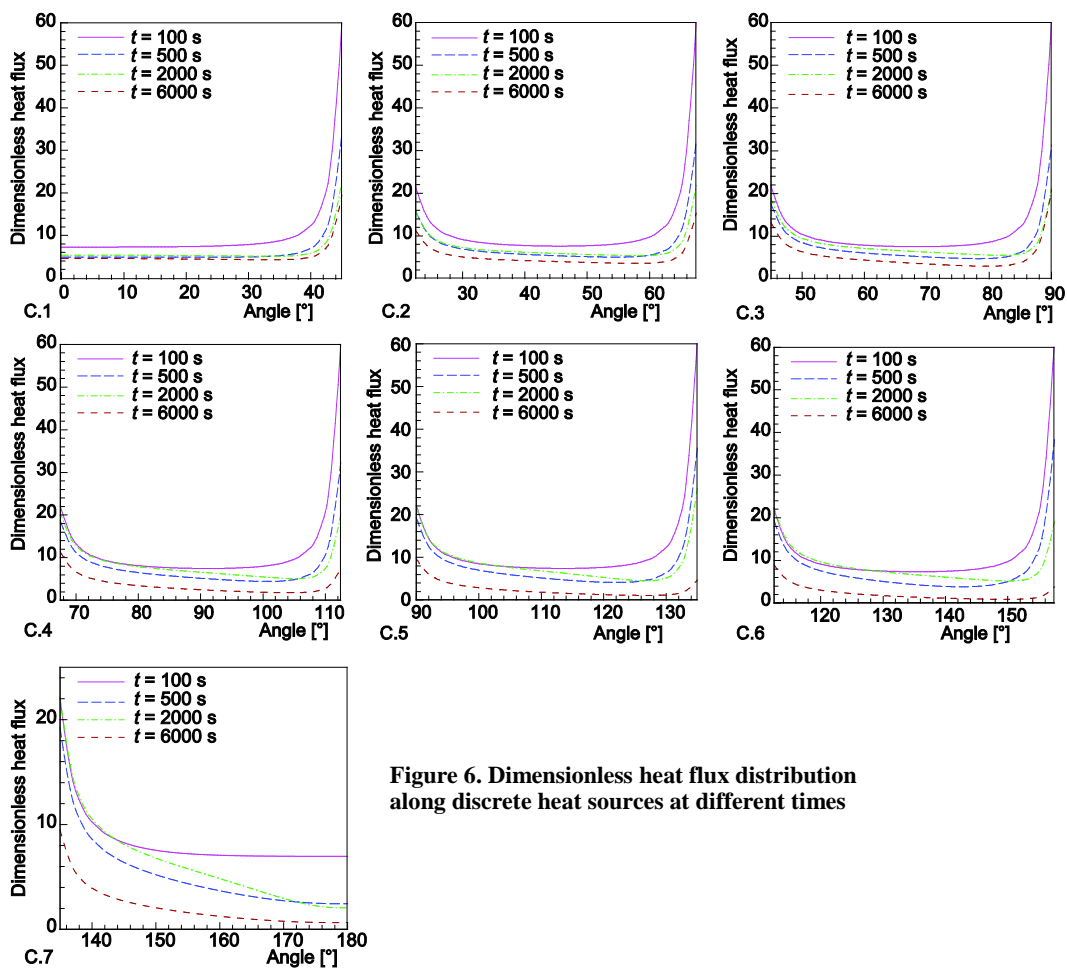 Dimensionless heat flux
60
50
40
30
20
10
0
t = 100 s
t = 500 s
t = 2000 s
t = 6000 s
0 10 20 30 40
C.1 Angle [°]
Dimensionless heat flux
60
50
40
30
20
10
0
t = 100 s
t = 500 s
t = 2000 s
t = 6000 s
30 40 50 60
C.2 Angle [°]
Dimensionless heat flux
60
50
40
30
20
10
0
t = 100 s
t = 500 s
t = 2000 s
t = 6000 s
50 60 70 80 90
C.3 Angle [°]
Dimensionless heat flux
60
50
40
30
20
10
0
t = 100 s
t = 500 s
t = 2000 s
t = 6000 s
70 80 90 100 110
C.4 Angle [°]
Dimensionless heat flux
60
50
40
30
20
10
0
t = 100 s
t = 500 s
t = 2000 s
t = 6000 s
90 100 110 120 130
C.5 Angle [°]
Dimensionless heat flux
60
50
40
30
20
10
0
t = 100 s
t = 500 s
t = 2000 s
t = 6000 s
120 130 140 150
C.6 Angle [°]
Dimensionless heat flux
20
10
0
t = 100 s
t = 500 s
t = 2000 s
t = 6000 s
140 150 160 170 180
C.7 Angle [°]
Figure 6. Dimensionless heat flux distribution
along discrete heat sources at different times